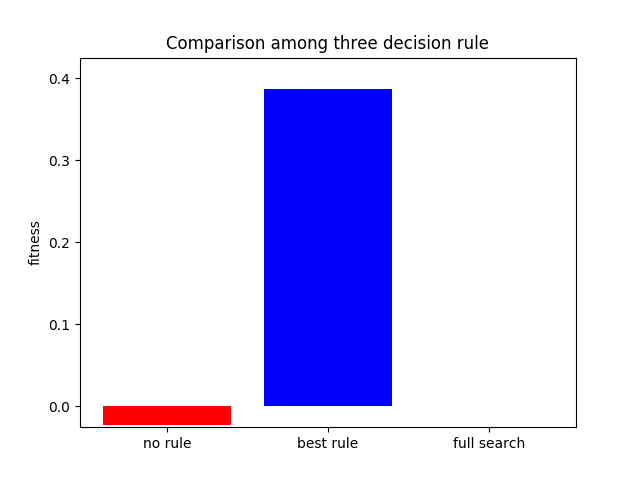 Comparison among three decision rule
0.4
0.3
0.2
0.1
0.0
fitness
no rule
best rule
full search